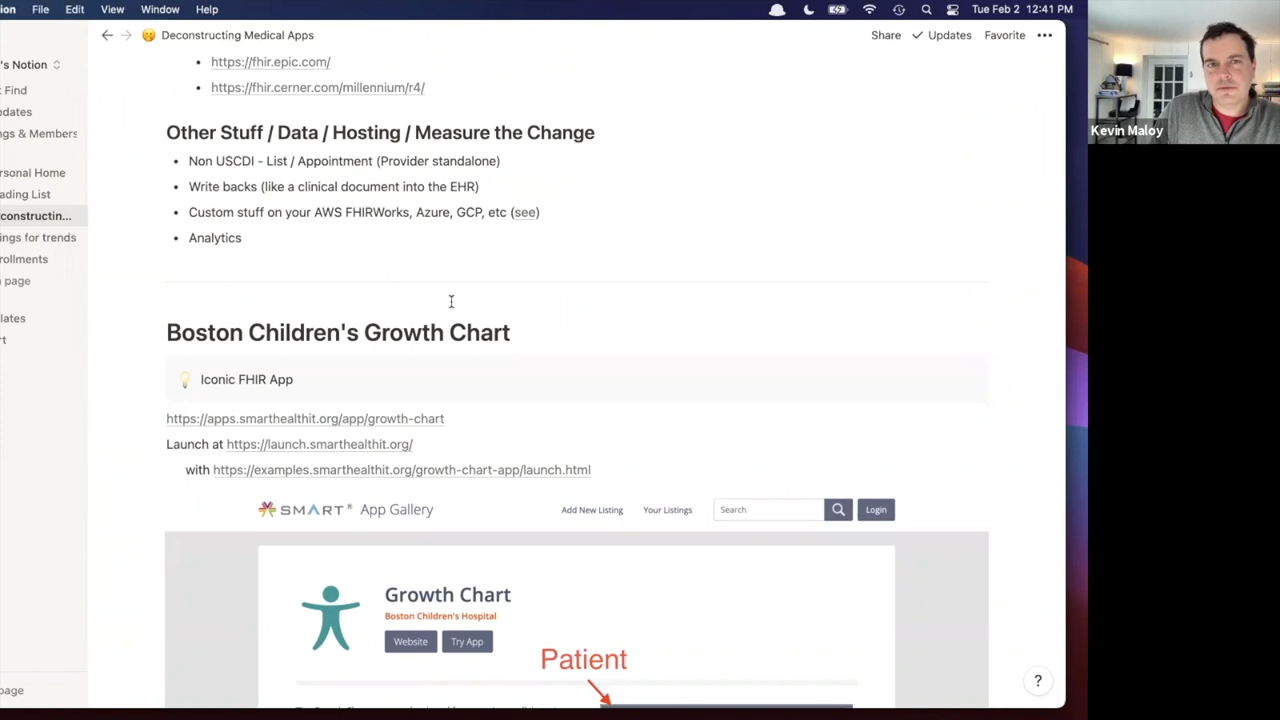 ion File Edit View Window Help Tue Feb 2 12:41 PM
Deconstructing Medical Apps Share Updates Favorite
's Notion
k Find
pdates
ngs & Members
rsonal Home
ading List
constructin...
ings for trends
rollments
page
lates
rt
page
• https://fhir.epic.com/
• https://fhir.cerner.com/millennium/r4/
Other Stuff / Data / Hosting / Measure the Change
• Non USCDI - List / Appointment (Provider standalone)
• Write backs (like a clinical document into the EHR)
• Custom stuff on your AWS FHIRWorks, Azure, GCP, etc (see)
• Analytics
Boston Children's Growth Chart
Iconic FHIR App
https://apps.smarthealthit.org/app/growth-chart
Launch at https://launch.smarthealthit.org/
with https://examples.smarthealthit.org/growth-chart-app/launch.html
SMART® App Gallery Add New Listing Your Listings Search Login
Growth Chart
Boston Children's Hospital
Website Try App
Patient
?
Kevin Maloy